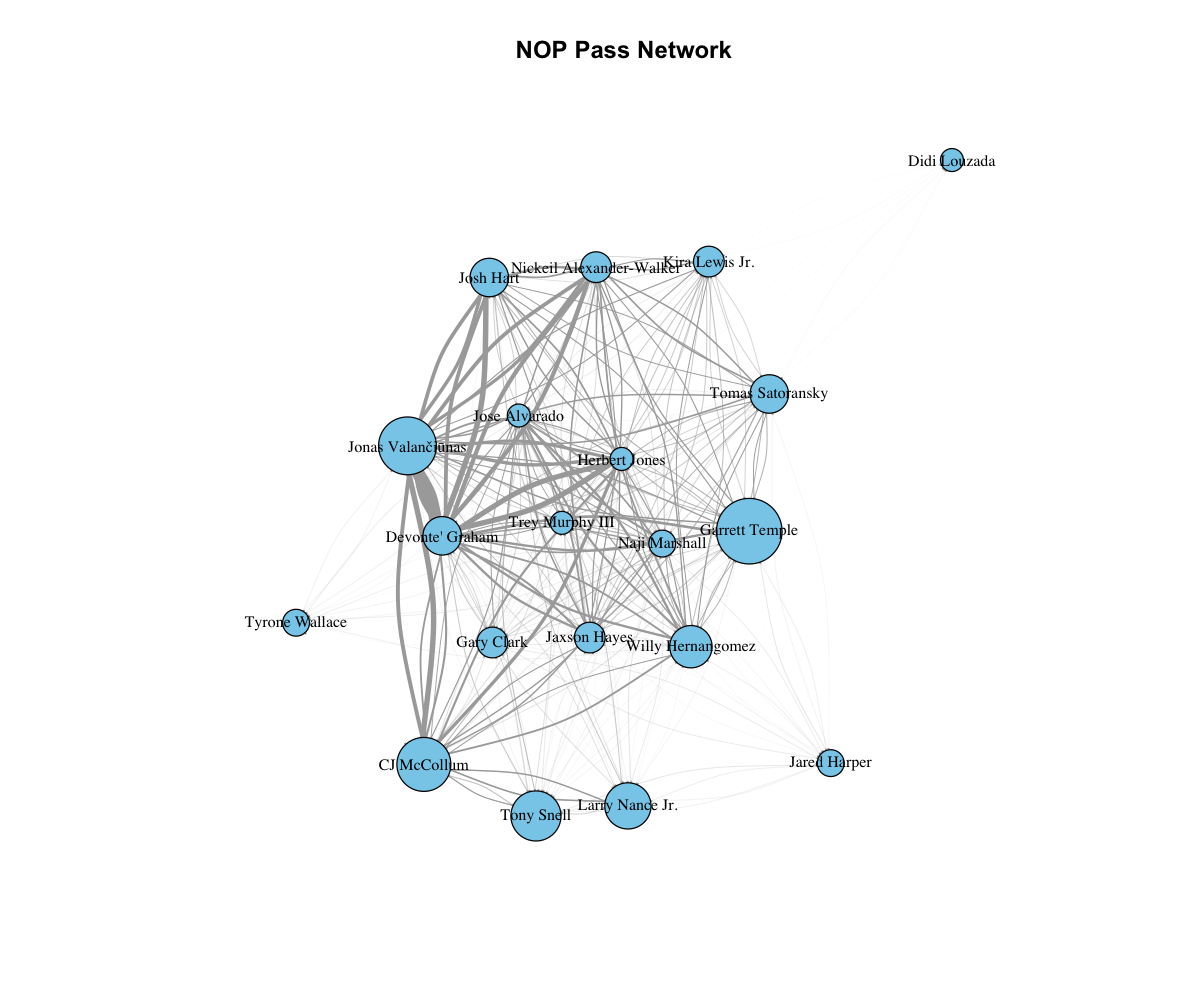 NOP Pass Network
Didi Louzada
Kira Lewis Jr.
Nickeil Alexander-Walker
Josh Hart
Tomas Satoransky
Jose Alvarado
Jonas Valančiūnas
Herbert Jones
Trey Murphy III
Garrett Temple
Devonte' Graham
Naji Marshall
Tyrone Wallace
Gary Clark
Jaxson Hayes
Willy Hernangomez
CJ McCollum
Jared Harper
Larry Nance Jr.
Tony Snell